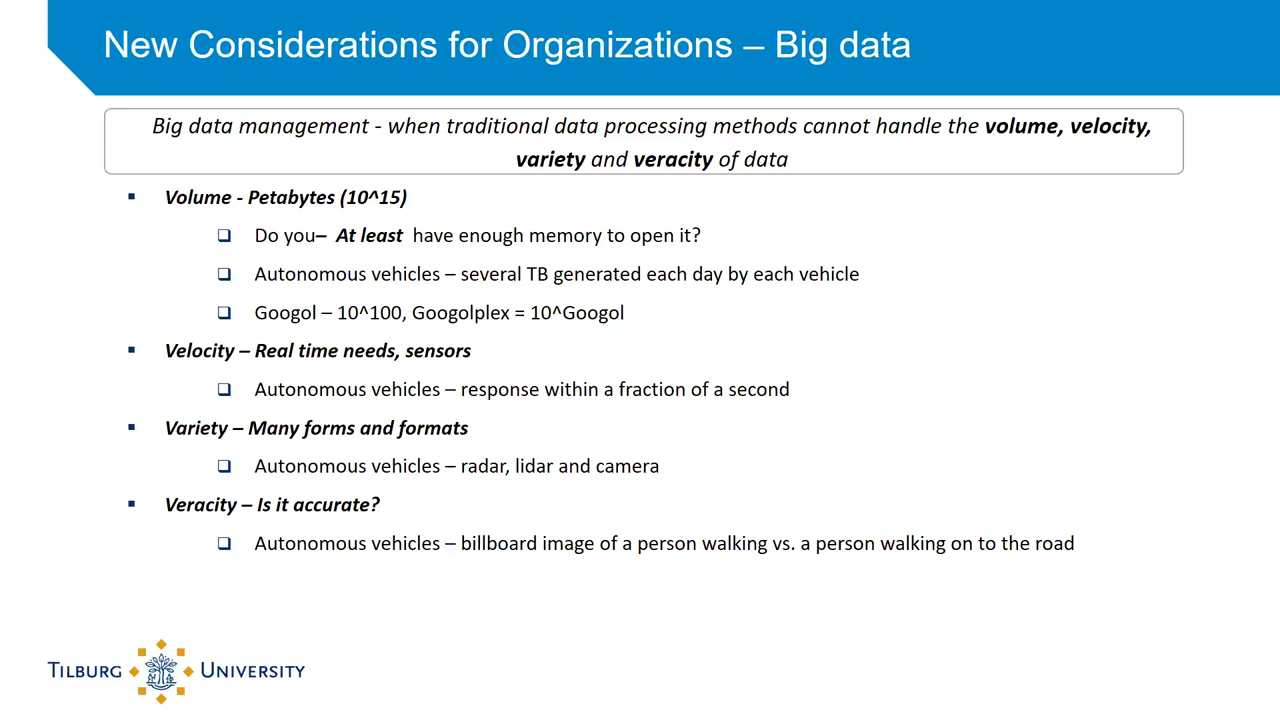 New Considerations for Organizations – Big data
Big data management - when traditional data processing methods cannot handle the volume, velocity,
variety and veracity of data
Volume - Petabytes (10^15)
Do you– At least have enough memory to open it?
Autonomous vehicles – several TB generated each day by each vehicle
Googol – 10^100, Googolplex = 10^Googol
Velocity – Real time needs, sensors
Autonomous vehicles – response within a fraction of a second
Variety – Many forms and formats
Autonomous vehicles – radar, lidar and camera
Veracity – Is it accurate?
Autonomous vehicles – billboard image of a person walking vs. a person walking on to the road
TILBURG UNIVERSITY